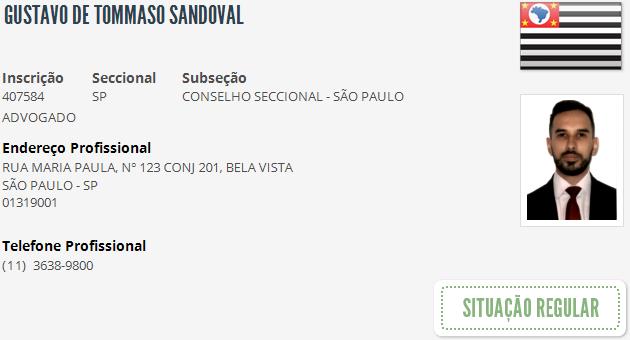 GUSTAVO DE TOMMASO SANDOVAL
Inscrição Seccional Subseção
407584 SP CONSELHO SECCIONAL - SÃO PAULO
ADVOGADO
Endereço Profissional
RUA MARIA PAULA, Nº 123 CONJ 201, BELA VISTA
SÃO PAULO - SP
01319001
Telefone Profissional
(11) 3638-9800
SITUAÇÃO REGULAR